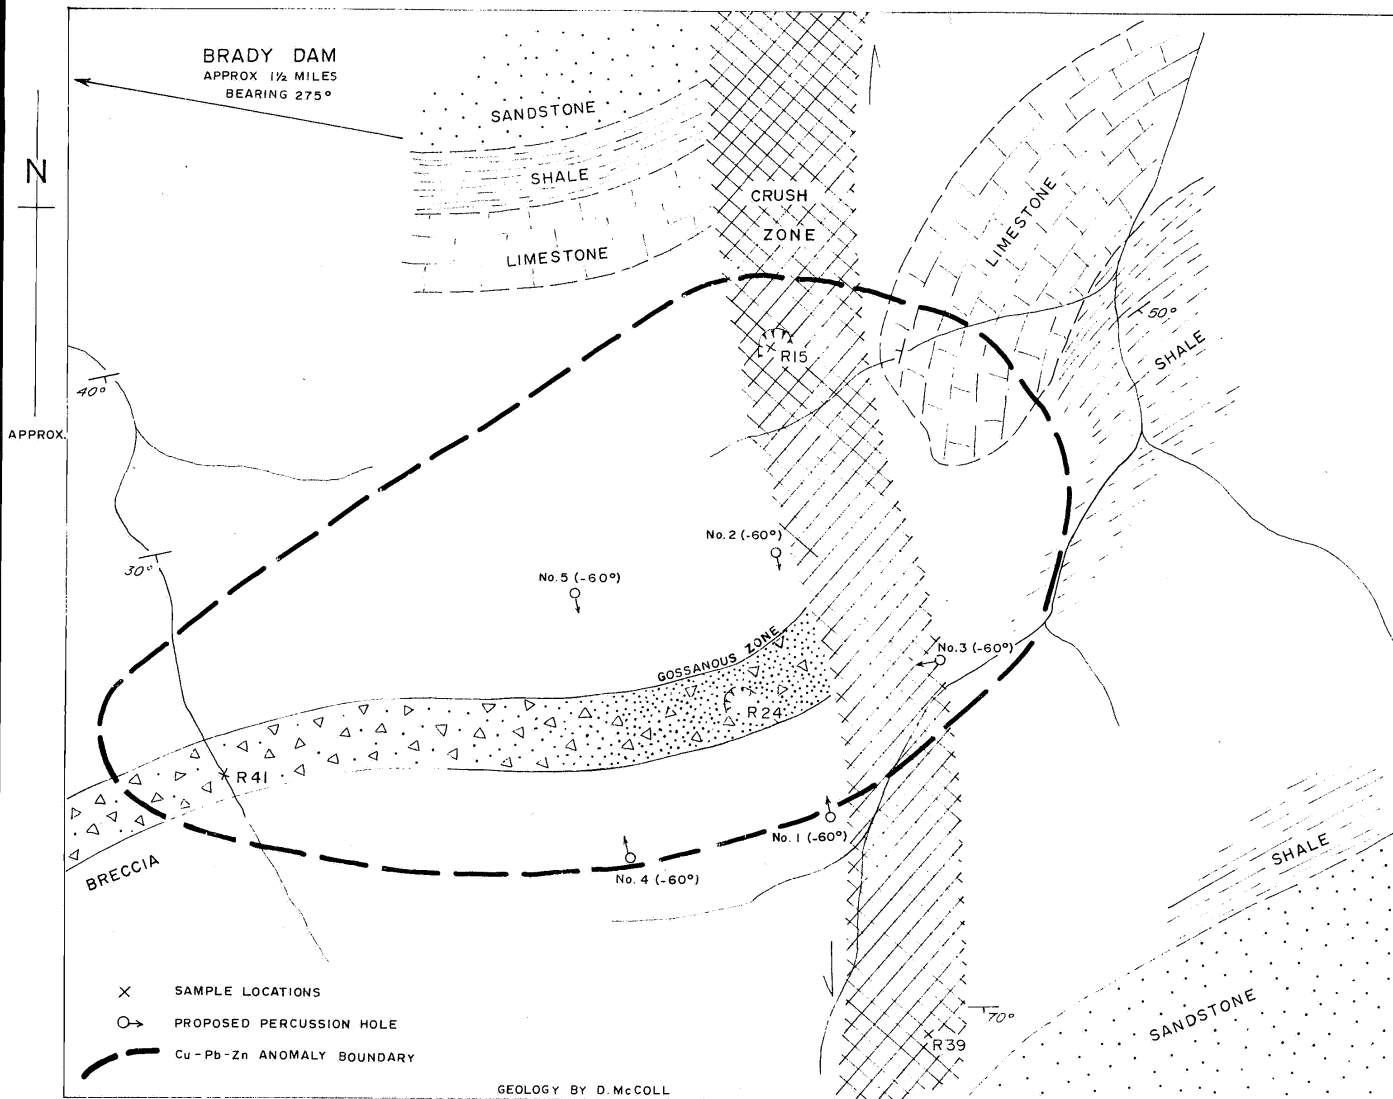 BRADY DAM
APPROX 1½ MILES
BEARING 275°
N
APPROX.
SANDSTONE
SHALE
LIMESTONE
CRUSH
ZONE
LIMESTONE
50°
SHALE
R15
40°
30°
No.2 (-60°)
No.5 (-60°)
No.3 (-60°)
GOSSANOUS ZONE
R24
R41
BRECCIA
No.1 (-60°)
No.4 (-60°)
SHALE
SANDSTONE
70°
R39
SAMPLE LOCATIONS
PROPOSED PERCUSSION HOLE
Cu-Pb-Zn ANOMALY BOUNDARY
GEOLOGY BY D. McCOLL